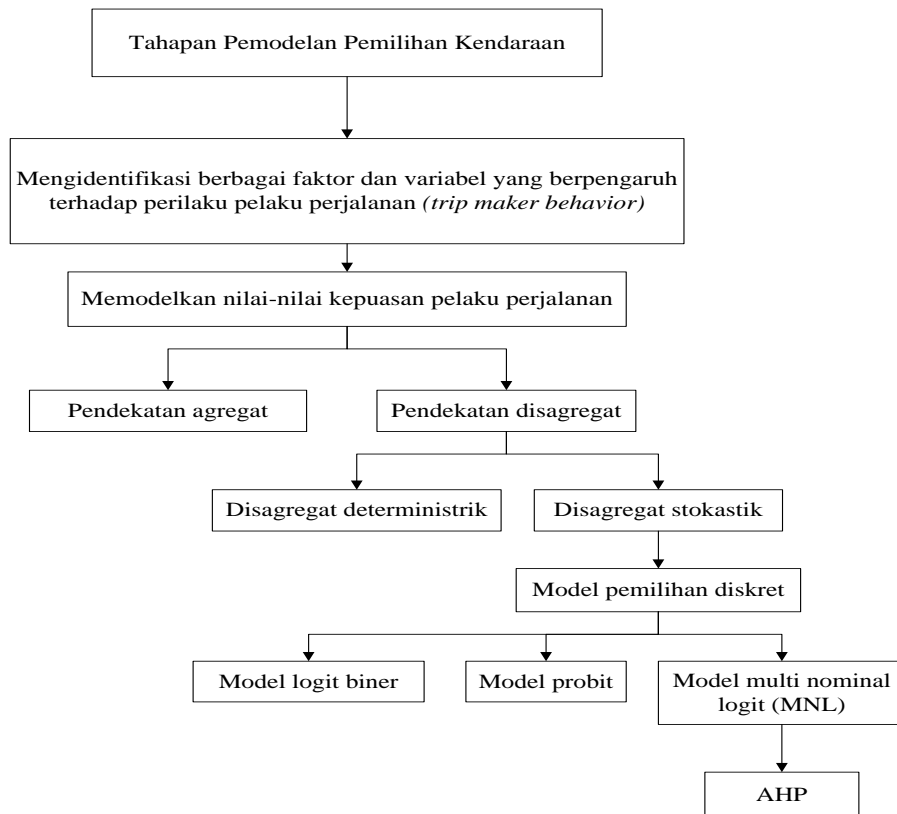 Tahapan Pemodelan Pemilihan Kendaraan
Mengidentifikasi berbagai faktor dan variabel yang berpengaruh
terhadap perilaku pelaku perjalanan (trip maker behavior)
Memodelkan nilai-nilai kepuasan pelaku perjalanan
Pendekatan agregat
Pendekatan disagregat
Disagregat deterministrik
Disagregat stokastik
Model pemilihan diskret
Model logit biner
Model probit
Model multi nominal
logit (MNL)
AHP